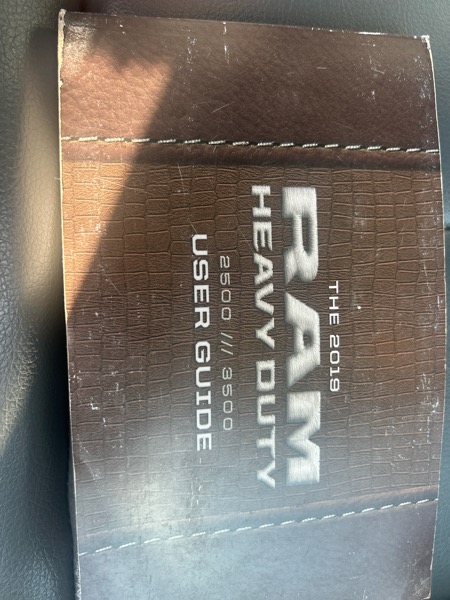 THE 2019
RAM
HEAVY DUTY
2500 /// 3500
USER GUIDE